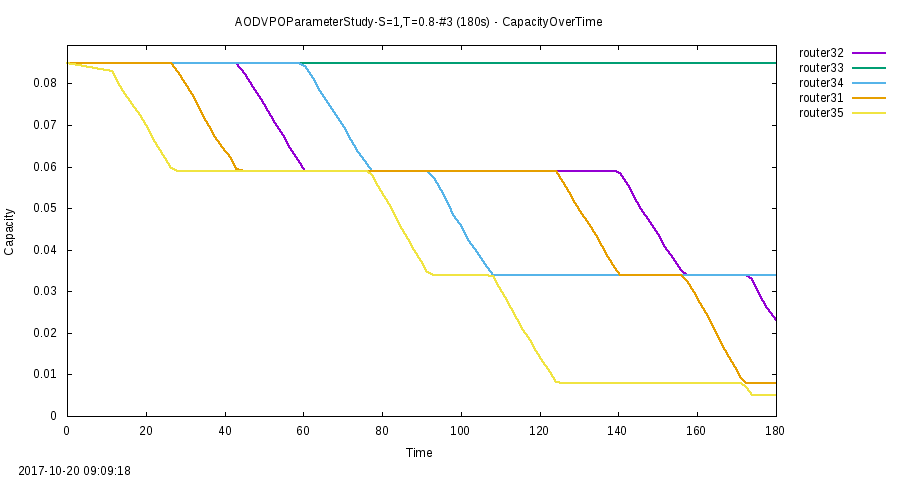 AODVPOParameterStudy-S=1,T=0.8-#3 (180s) - CapacityOverTime
router32
router33
router34
router31
router35
0.08
0.07
0.06
0.05
0.04
0.03
0.02
0.01
0
Capacity
0 20 40 60 80 100 120 140 160 180
Time
2017-10-20 09:09:18